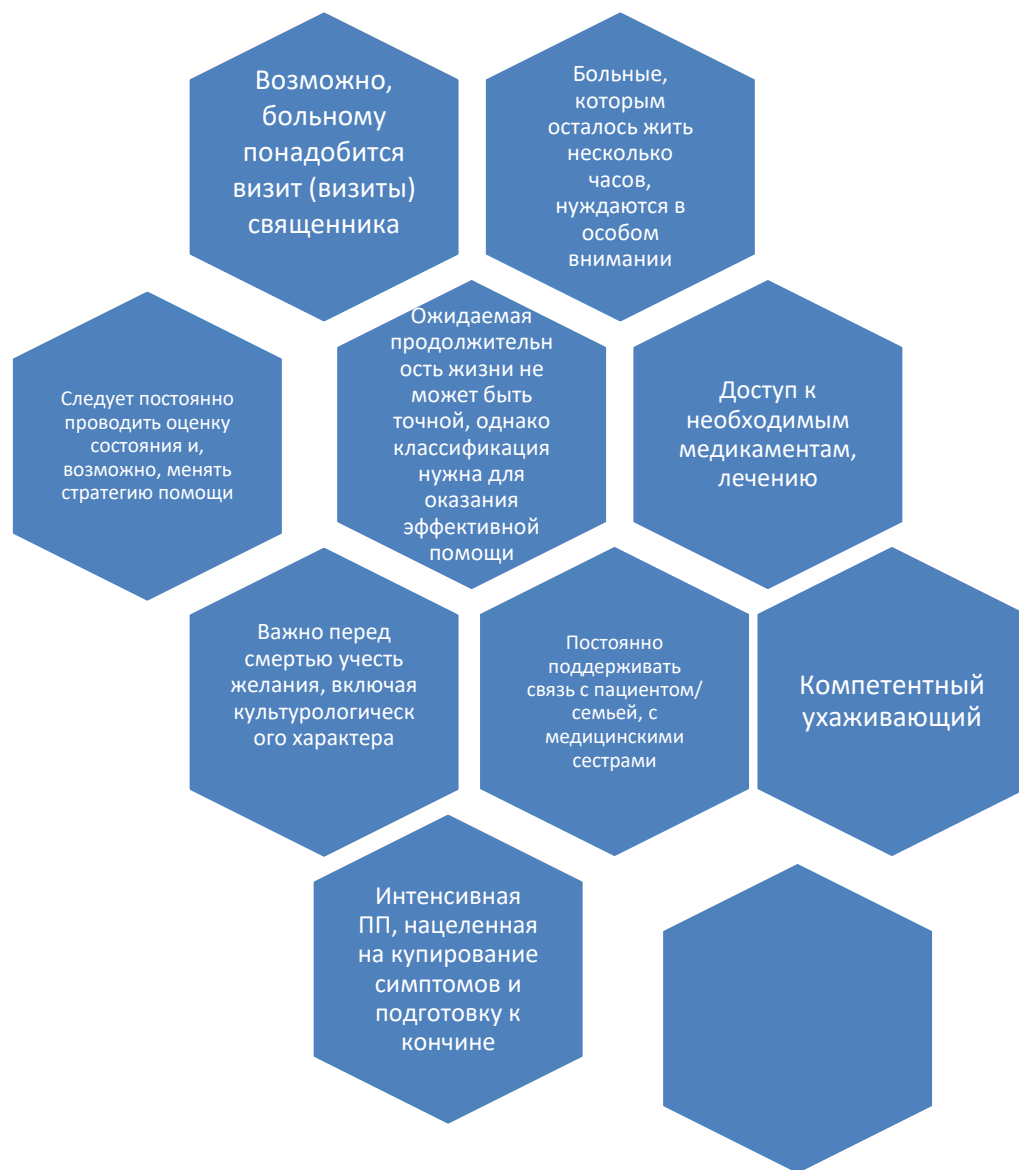 Возможно,
больному
понадобится
визит (визиты)
священника
Больные,
которым
осталось жить
несколько
часов,
нуждаются в
особом
внимании
Следует постоянно
проводить оценку
состояния и,
возможно, менять
стратегию помощи
Ожидаемая
продолжительн
ость жизни не
может быть
точной, однако
классификация
нужна для
оказания
эффективной
помощи
Доступ к
необходимым
медикаментам,
лечению
Важно перед
смертью учесть
желания, включая
культурологическ
ого характера
Постоянно
поддерживать
связь с пациентом/
семьей, с
медицинскими
сестрами
Компетентный
ухаживающий
Интенсивная
ПП, нацеленная
на купирование
симптомов и
подготовку к
кончине